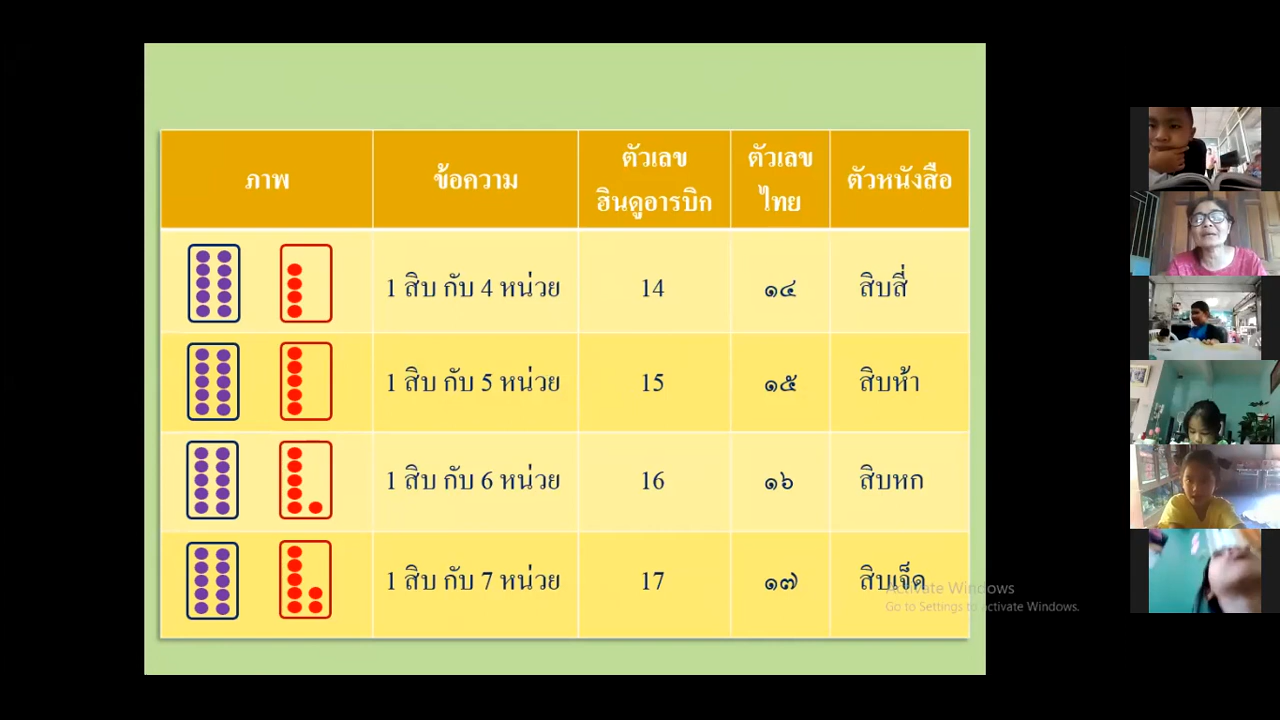 ภาพ
ข้อความ
ตัวเลข
ฮินดูอารบิก
ตัวเลข
ไทย
ตัวหนังสือ
1 สิบ กับ 4 หน่วย
14
๑๔
สิบสี่
1 สิบ กับ 5 หน่วย
15
๑๕
สิบห้า
1 สิบ กับ 6 หน่วย
16
๑๖
สิบหก
1 สิบ กับ 7 หน่วย
17
๑๗
สิบเจ็ด
Activate Windows
Go to Settings to activate Windows.